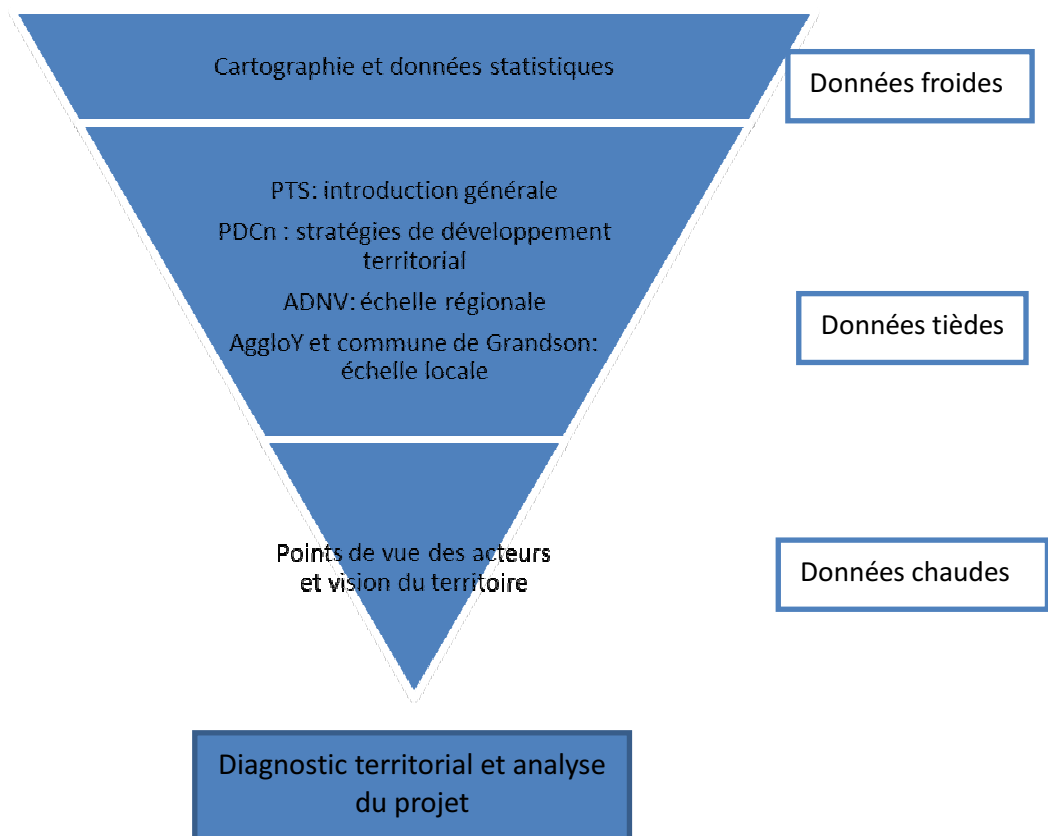 Cartographie et données statistiques
Données froides
PTS: introduction générale
PDCn : stratégies de développement
territorial
ADNV: échelle régionale
AggloY et commune de Grandson:
échelle locale
Données tièdes
Points de vue des acteurs
et vision du territoire
Données chaudes
Diagnostic territorial et analyse
du projet